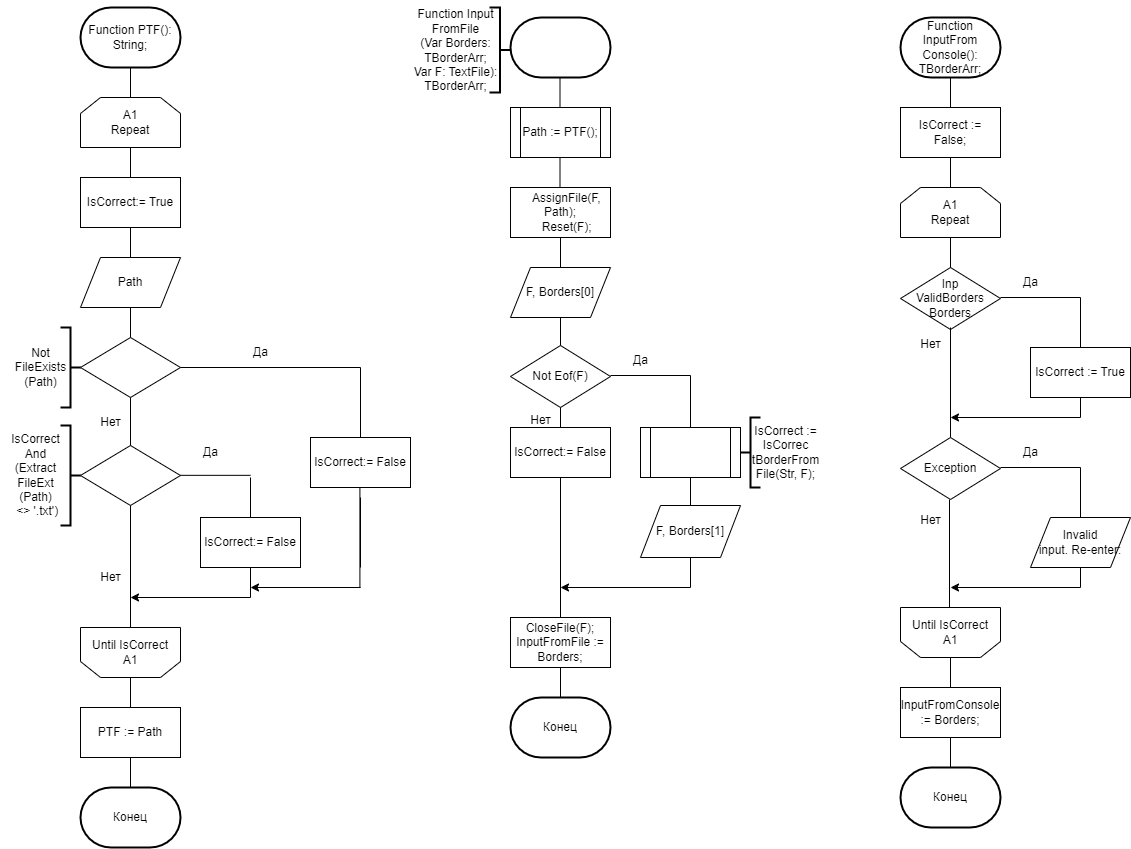 Function PTF():
String;
A1
Repeat
IsCorrect:= True
Path
Not
FileExists
(Path)
Да
Нет
IsCorrect
And
(Extract
FileExt
(Path)
<> '.txt')
Да
IsCorrect:= False
IsCorrect:= False
Нет
Until IsCorrect
A1
PTF := Path
Конец
Function Input
FromFile
(Var Borders:
TBorderArr;
Var F: TextFile):
TBorderArr;
Path := PTF();
AssignFile(F,
Path);
Reset(F);
F, Borders[0]
Not Eof(F)
Да
Нет
IsCorrect:= False
IsCorrect :=
IsCorrec
tBorderFrom
File(Str, F);
F, Borders[1]
CloseFile(F);
InputFromFile :=
Borders;
Конец
Function
InputFrom
Console():
TBorderArr;
IsCorrect :=
False;
A1
Repeat
Inp
ValidBorders
Borders
Да
Нет
IsCorrect := True
Exception
Да
Нет
Invalid
input. Re-enter.
Until IsCorrect
A1
InputFromConsole
:= Borders;
Конец